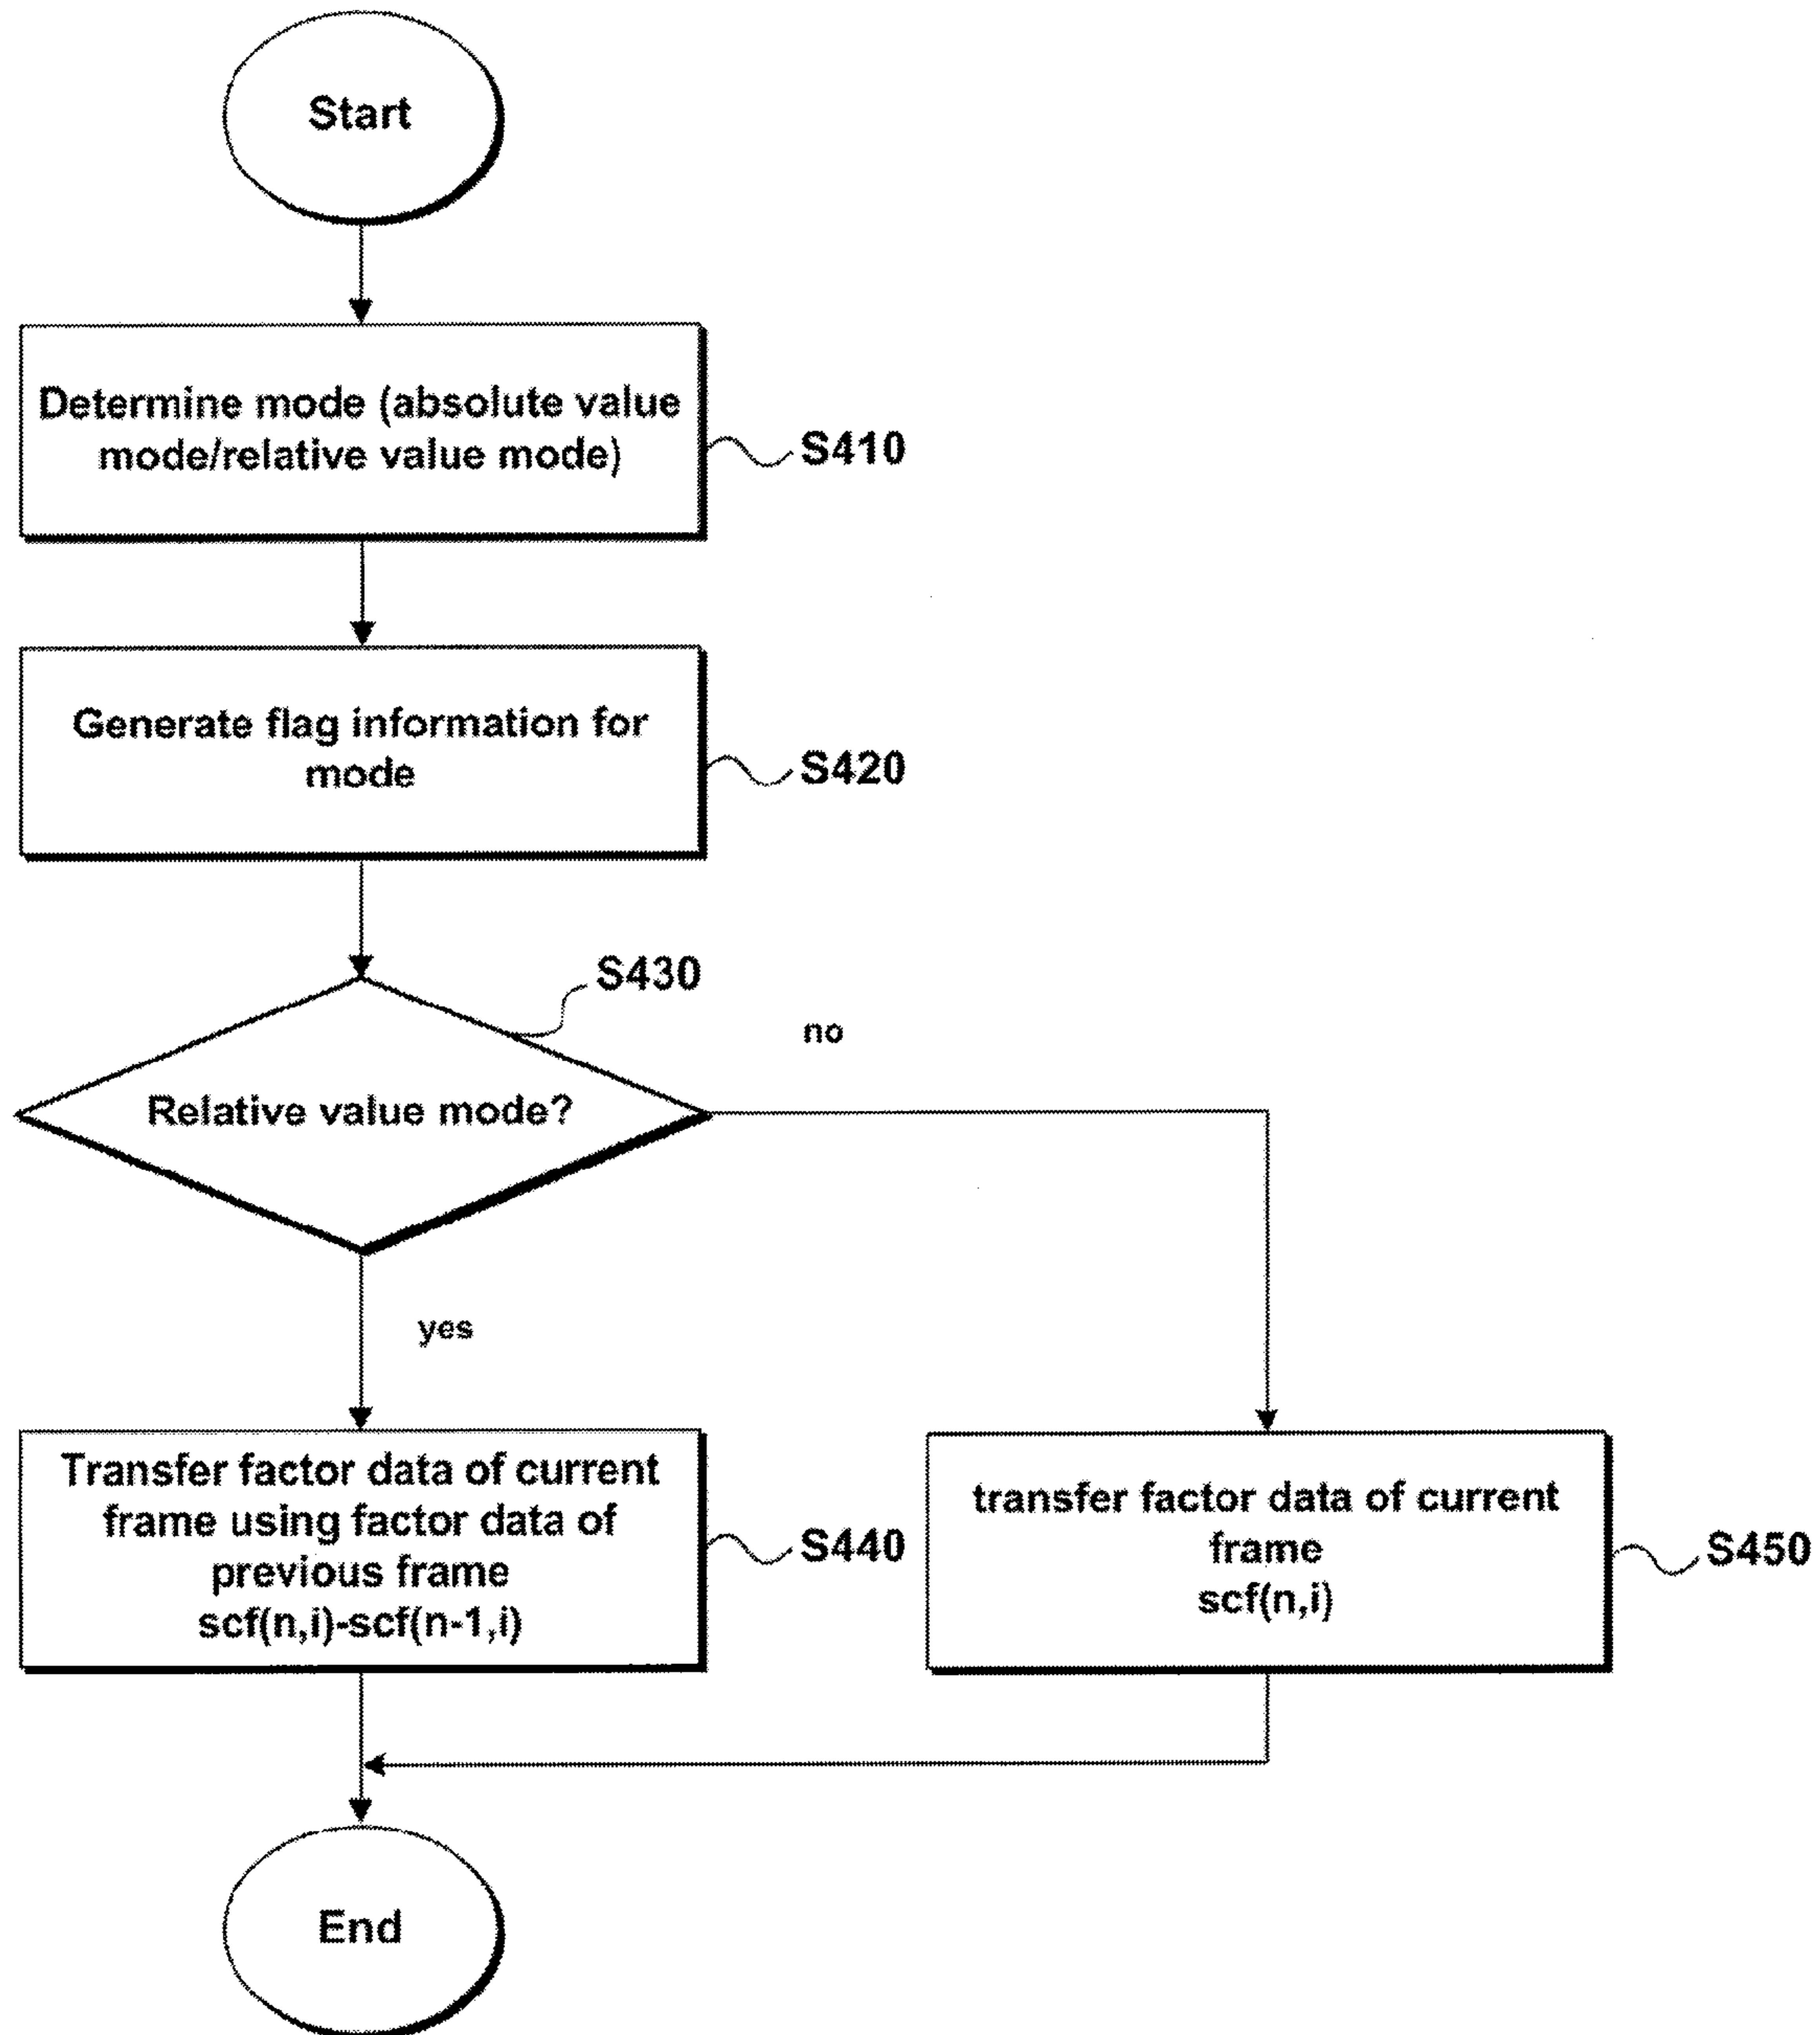 Start
Determine mode (absolute value
mode/relative value mode)
S410
Generate flag information for
mode
S420
S430
no
Relative value mode?
yes
Transfer factor data of current
frame using factor data of
previous frame
scf(n,i)-scf(n-1,i)
S440
transfer factor data of current
frame
scf(n,i)
S450
End